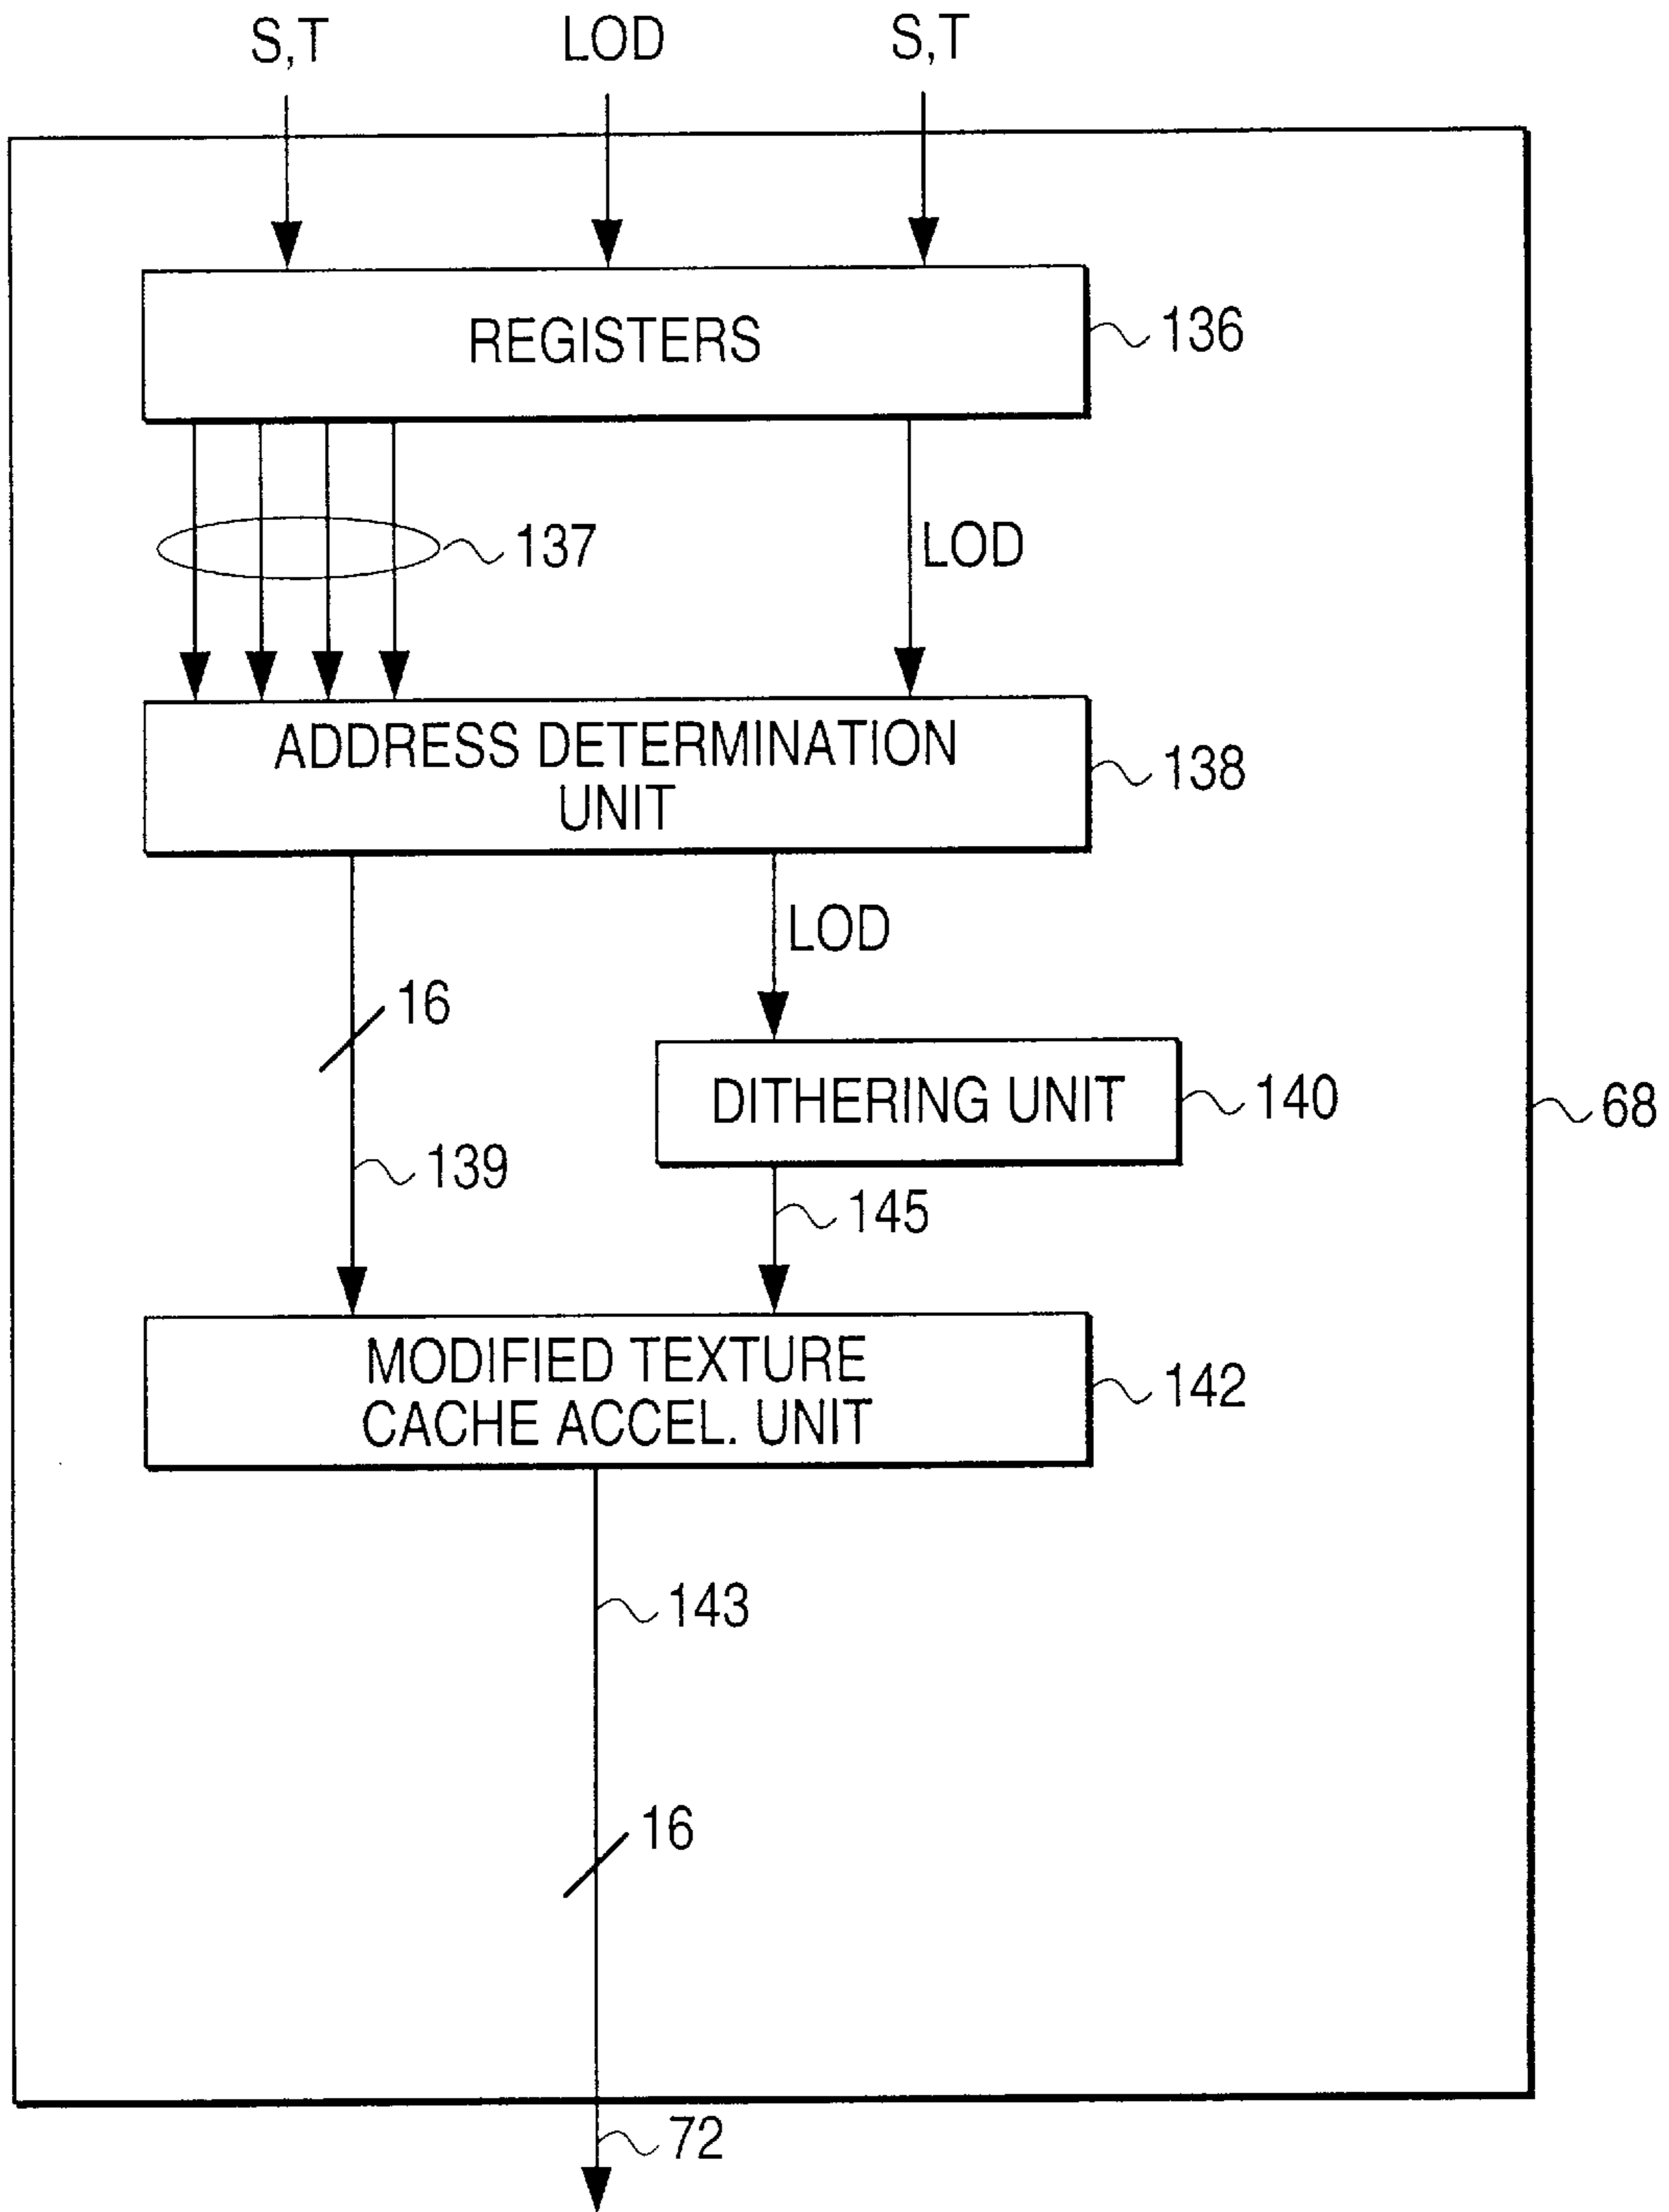 S,T LOD S,T
REGISTERS
136
137
LOD
ADDRESS DETERMINATION
UNIT
138
LOD
16
DITHERING UNIT
140
68
139
145
MODIFIED TEXTURE
CACHE ACCEL. UNIT
142
143
16
72